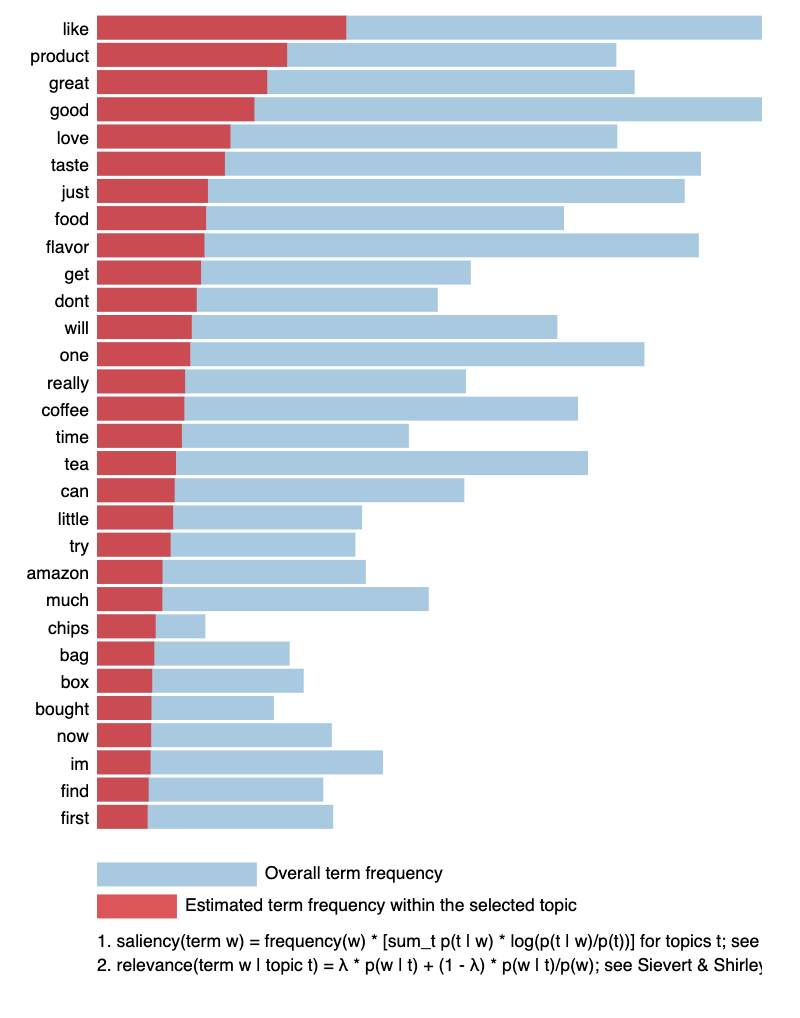 like
product
great
good
love
taste
just
food
flavor
get
dont
will
one
really
coffee
time
tea
can
little
try
amazon
much
chips
bag
box
bought
now
im
find
first
Overall term frequency
Estimated term frequency within the selected topic
1. saliency(term w) = frequency(w) * [sum_t p(t | w) * log(p(t | w)/p(t))] for topics t; see
2. relevance(term w | topic t) = λ * p(w | t) + (1 - λ) * p(w | t)/p(w); see Sievert & Shirley